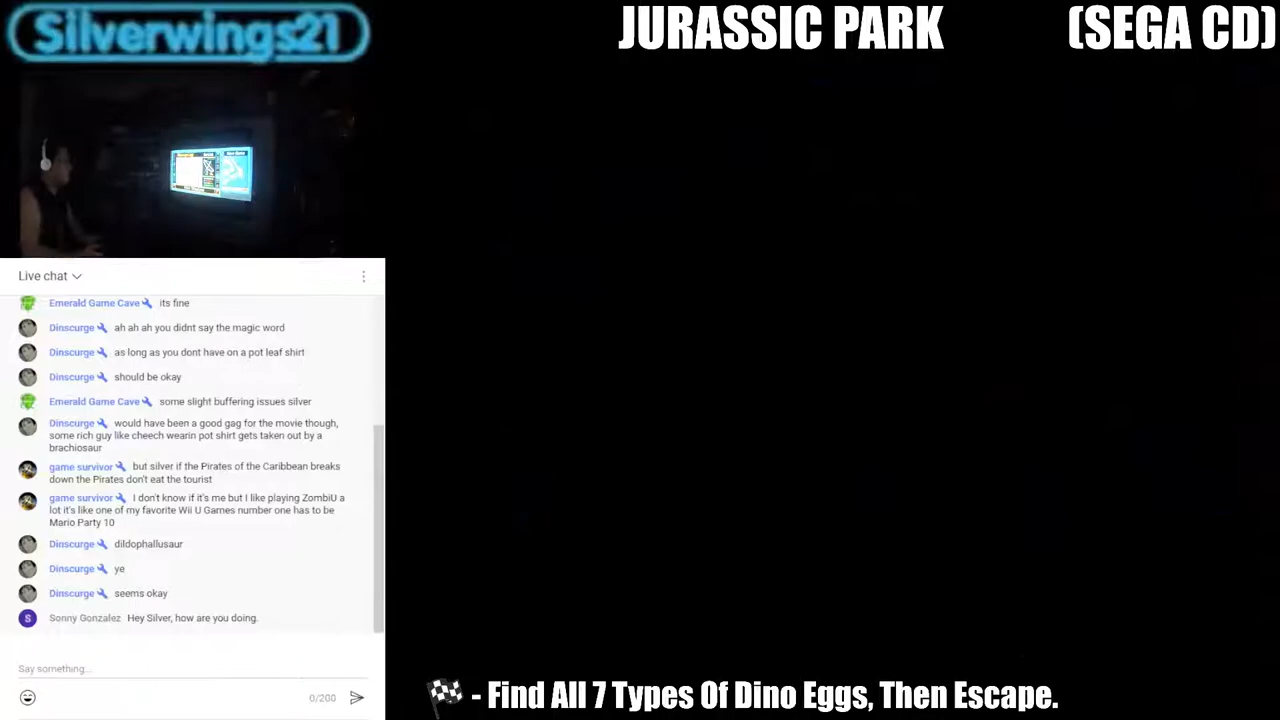 Silverwings21
JURASSIC PARK (SEGA CD)
Live chat
Emerald Game Cave its fine
Dinscurge ah ah ah you didnt say the magic word
Dinscurge as long as you dont have on a pot leaf shirt
Dinscurge should be okay
Emerald Game Cave some slight buffering issues silver
Dinscurge would have been a good gag for the movie though,
some rich guy like cheech wearin pot shirt gets taken out by a
brachiosaur
game survivor but silver if the Pirates of the Caribbean breaks
down the Pirates don't eat the tourist
game survivor I don't know if it's me but I like playing ZombiU a
lot it's like one of my favorite Wii U Games number one has to be
Mario Party 10
Dinscurge dildophallusaur
Dinscurge ye
Dinscurge seems okay
S Sonny Gonzalez Hey Silver, how are you doing.
Say something...
0/200
- Find All 7 Types Of Dino Eggs, Then Escape.